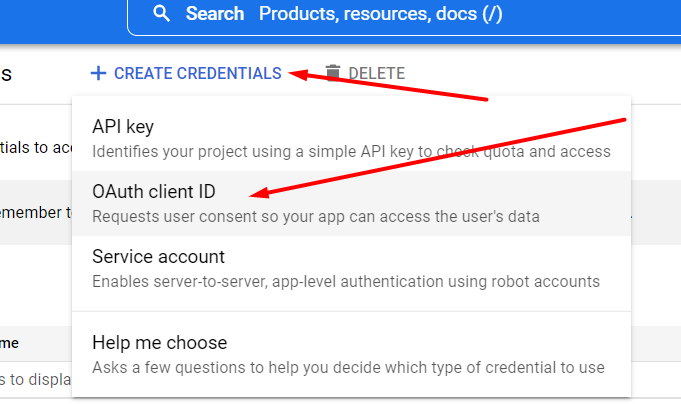 Search Products, resources, docs (/)
s
CREATE CREDENTIALS
DELETE
API key
Identifies your project using a simple API key to check quota and access
tials to acc
OAuth client ID
Requests user consent so your app can access the user's data
emember t
Service account
Enables server-to-server, app-level authentication using robot accounts
Help me choose
me
Asks a few questions to help you decide which type of credential to use
s to displa